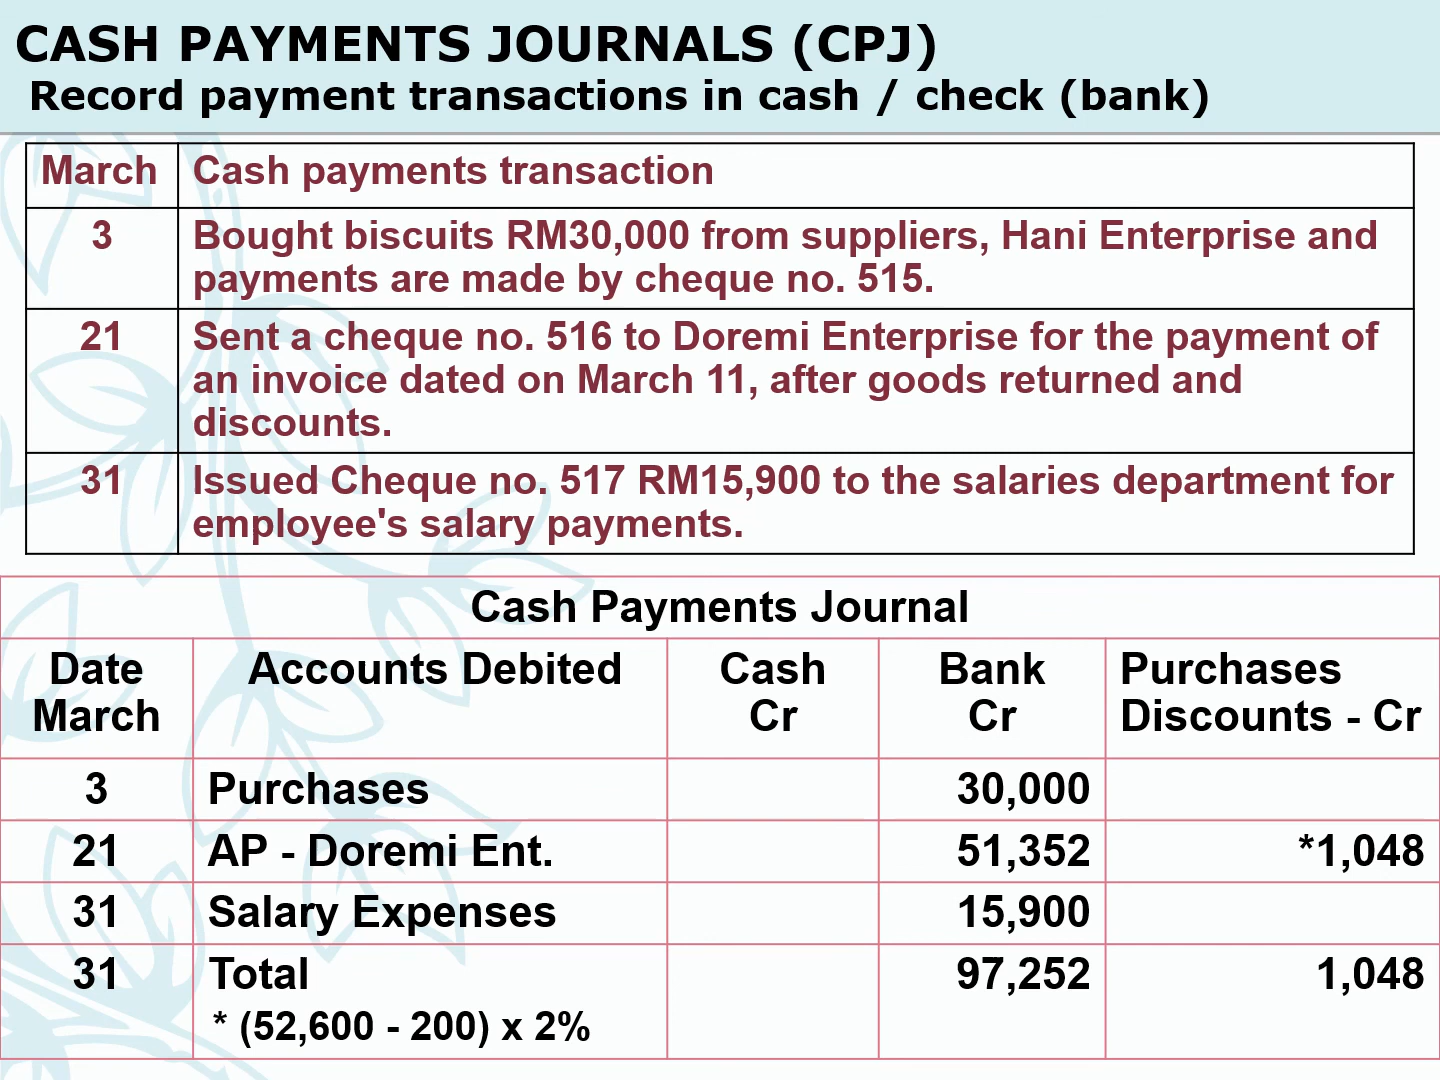 CASH PAYMENTS JOURNALS (CPJ)
Record payment transactions in cash / check (bank)
March Cash payments transaction
3 Bought biscuits RM30,000 from suppliers, Hani Enterprise and
payments are made by cheque no. 515.
21 Sent a cheque no. 516 to Doremi Enterprise for the payment of
an invoice dated on March 11, after goods returned and
discounts.
31 Issued Cheque no. 517 RM15,900 to the salaries department for
employee's salary payments.
Cash Payments Journal
Date Accounts Debited Cash Bank Purchases
March Cr Cr Discounts - Cr
3 Purchases 30,000
21 AP - Doremi Ent. 51,352 *1,048
31 Salary Expenses 15,900
31 Total 97,252 1,048
* (52,600 - 200) x 2%